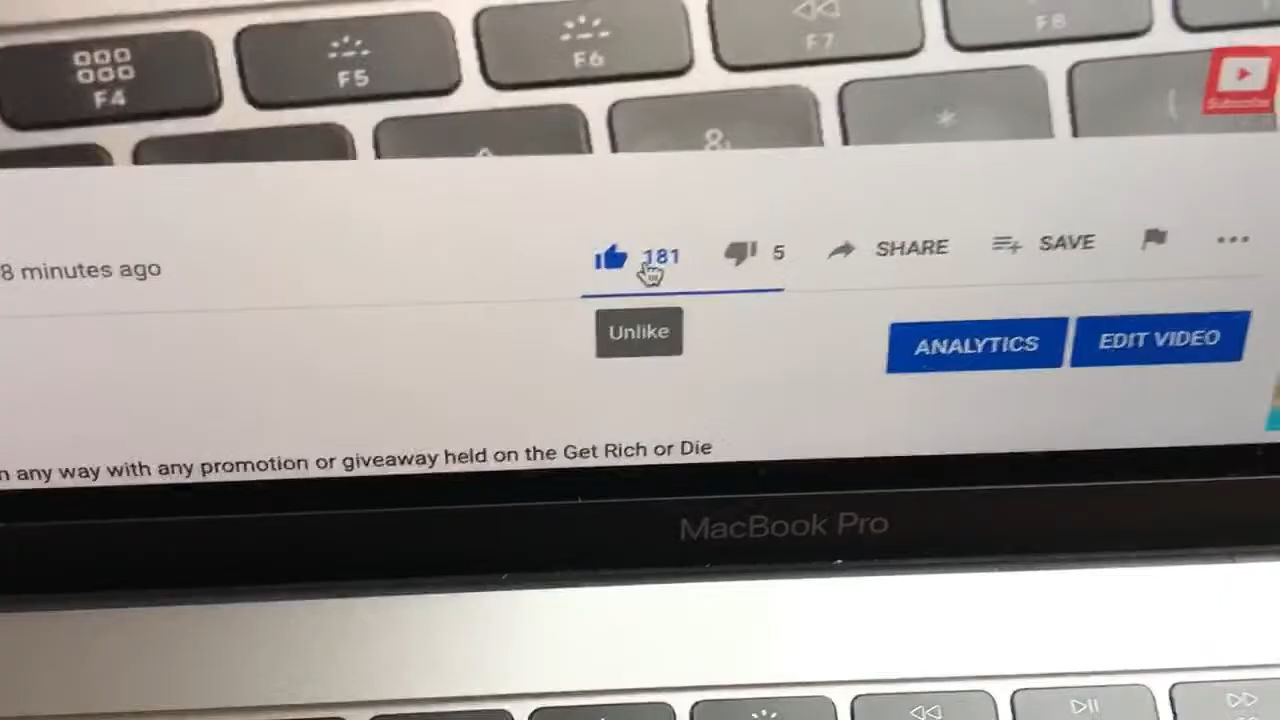 F4
F5
F6
F7
F8
&
*
(
Subscribe
8 minutes ago
181
5
SHARE
SAVE
Unlike
ANALYTICS
EDIT VIDEO
n any way with any promotion or giveaway held on the Get Rich or Die
MacBook Pro